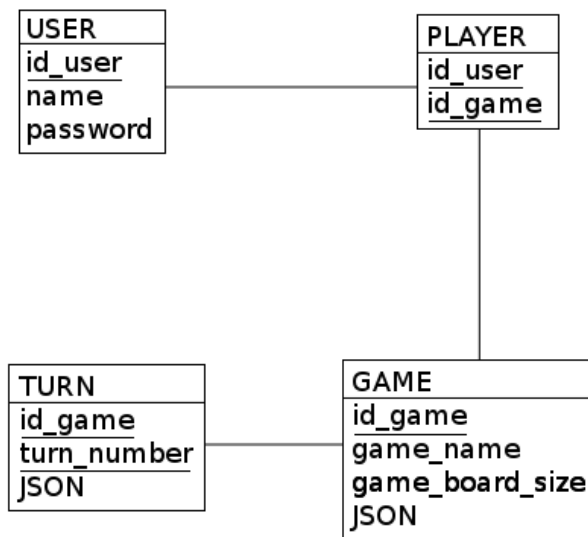 USER
id_user
name
password
PLAYER
id_user
id_game
TURN
id_game
turn_number
JSON
GAME
id_game
game_name
game_board_size
JSON